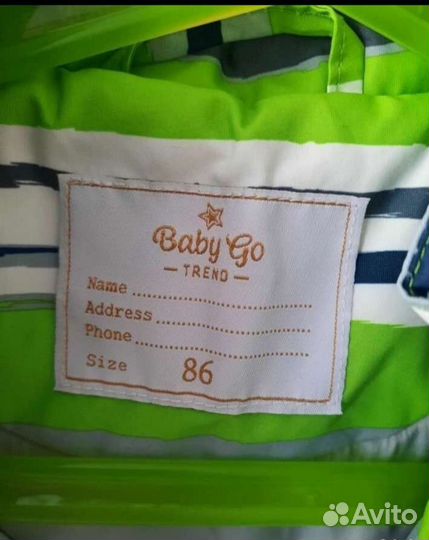 Baby Go
— TREND —
Name
Address
Phone
Size 86
Avito